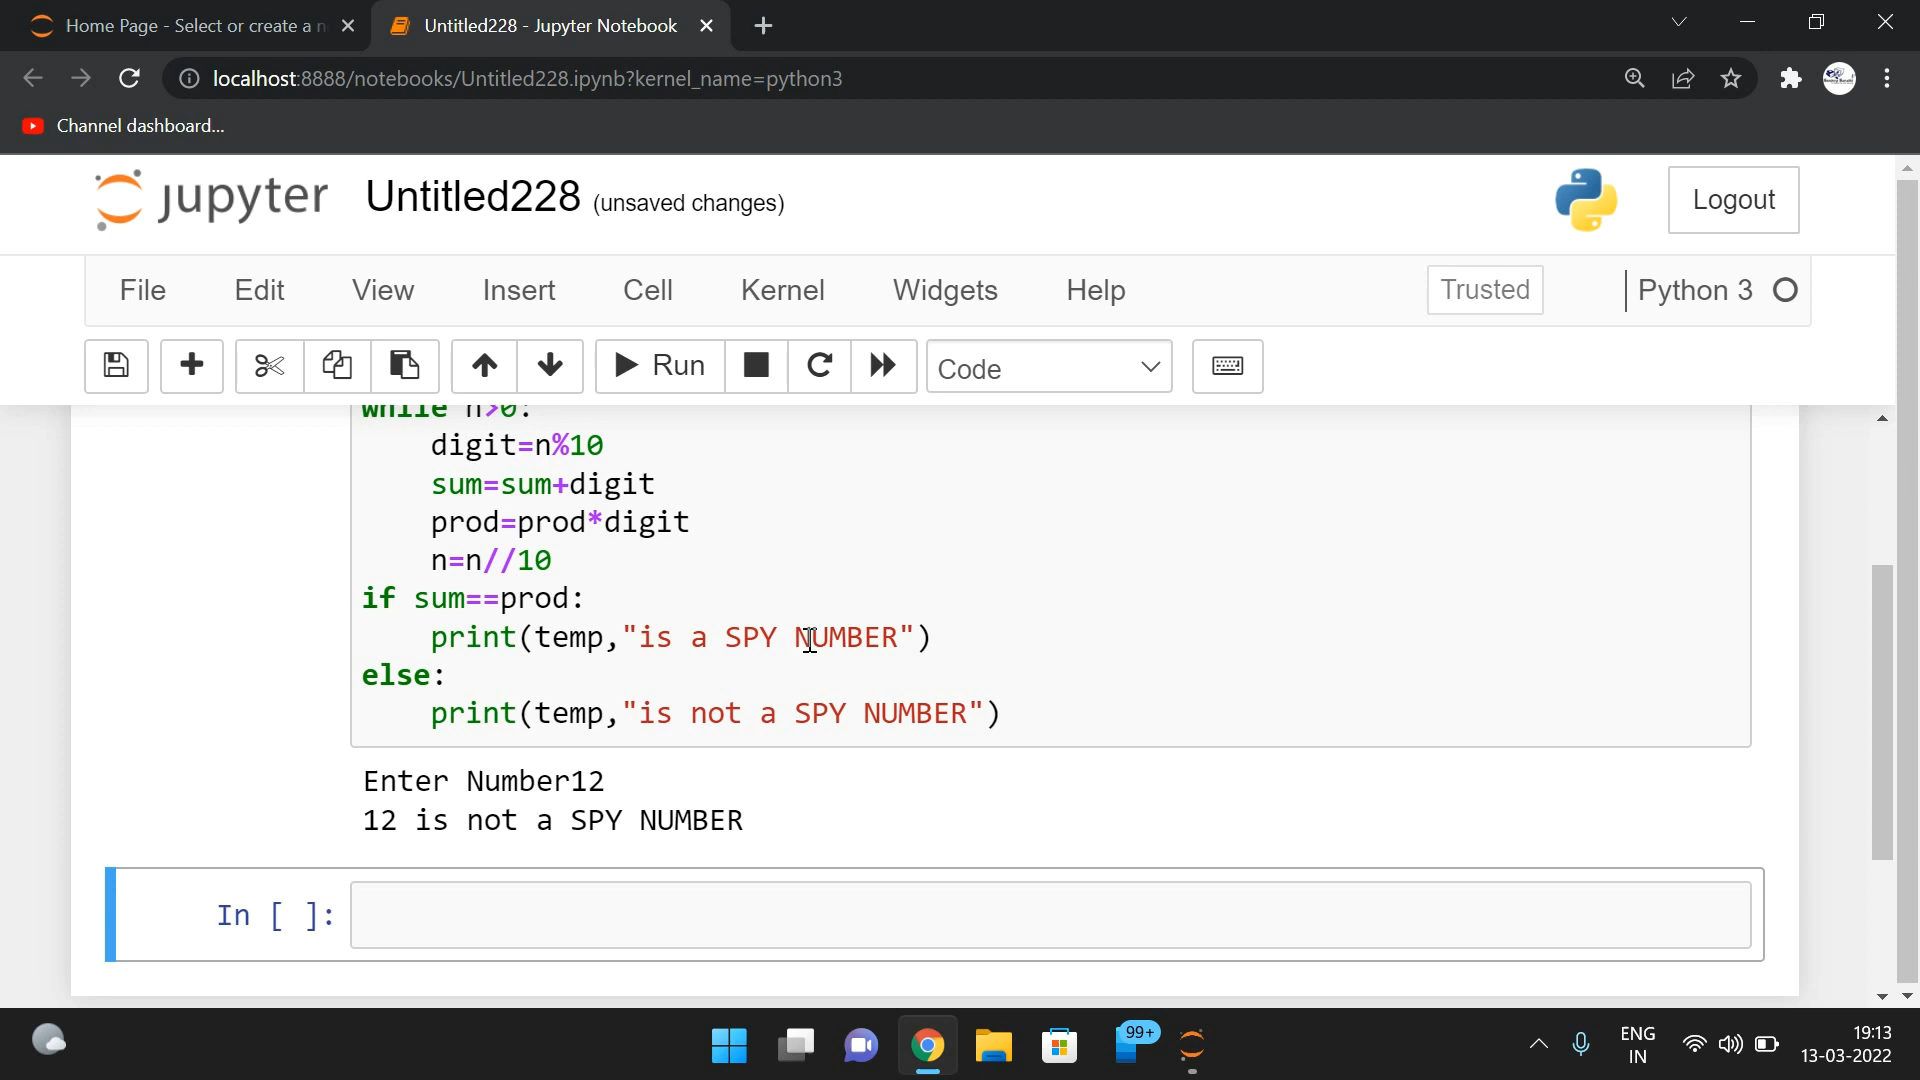 Home Page - Select or create a n
Untitled228 - Jupyter Notebook
localhost:8888/notebooks/Untitled228.ipynb?kernel_name=python3
Channel dashboard...
jupyter Untitled228 (unsaved changes)
Logout
File Edit View Insert Cell Kernel Widgets Help Trusted Python 3
Run Code
while n>0:
    digit=n%10
    sum=sum+digit
    prod=prod*digit
    n=n//10
if sum==prod:
    print(temp,"is a SPY NUMBER")
else:
    print(temp,"is not a SPY NUMBER")
Enter Number12
12 is not a SPY NUMBER
In [ ]:
99+
ENG
IN
19:13
13-03-2022